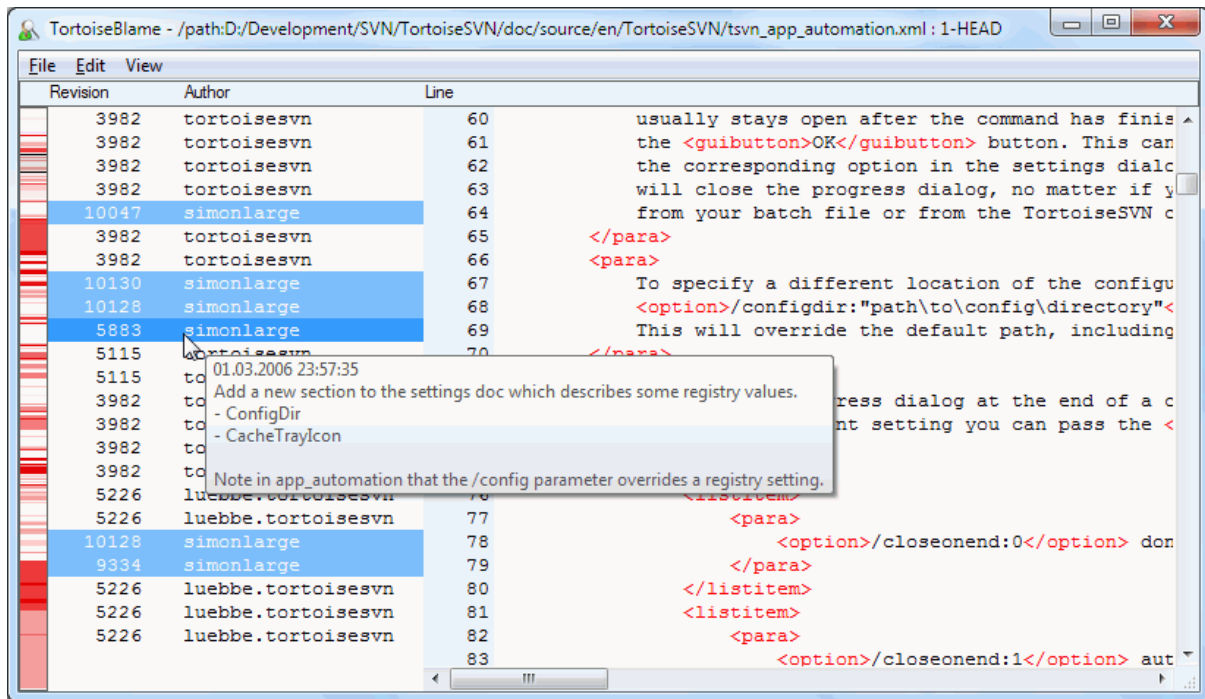 TortoiseBlame - /path:D:/Development/SVN/TortoiseSVN/doc/source/en/TortoiseSVN/tsvn_app_automation.xml : 1-HEAD
File Edit View
Revision Author Line
3982 tortoisesvn 60 usually stays open after the command has finis
3982 tortoisesvn 61 the <guibutton>OK</guibutton> button. This can
3982 tortoisesvn 62 the corresponding option in the settings dialo
3982 tortoisesvn 63 will close the progress dialog, no matter if y
10047 simonlarge 64 from your batch file or from the TortoiseSVN c
3982 tortoisesvn 65 </para>
3982 tortoisesvn 66 <para>
10130 simonlarge 67 To specify a different location of the configu
10128 simonlarge 68 <option>/configdir:"path\to\config\directory"<
5883 simonlarge 69 This will override the default path, including
5115 tortoisesvn 70 </para>
5115 to
3982 to ress dialog at the end of a c
3982 to nt setting you can pass the <
3982 to
3982 to
01.03.2006 23:57:35
Add a new section to the settings doc which describes some registry values.
- ConfigDir
- CacheTrayIcon
Note in app_automation that the /config parameter overrides a registry setting.
5226 luebbe.tortoisesvn 76 <listitem>
5226 luebbe.tortoisesvn 77 <para>
10128 simonlarge 78 <option>/closeonend:0</option> don
9334 simonlarge 79 </para>
5226 luebbe.tortoisesvn 80 </listitem>
5226 luebbe.tortoisesvn 81 <listitem>
5226 luebbe.tortoisesvn 82 <para>
83 <option>/closeonend:1</option> aut